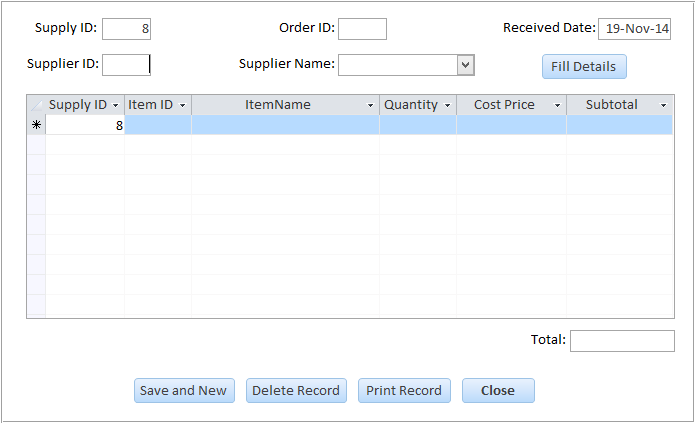 Supply ID: 8 Order ID: Received Date: 19-Nov-14
Supplier ID: Supplier Name: Fill Details
Supply ID Item ID ItemName Quantity Cost Price Subtotal
* 8
Total:
Save and New Delete Record Print Record Close